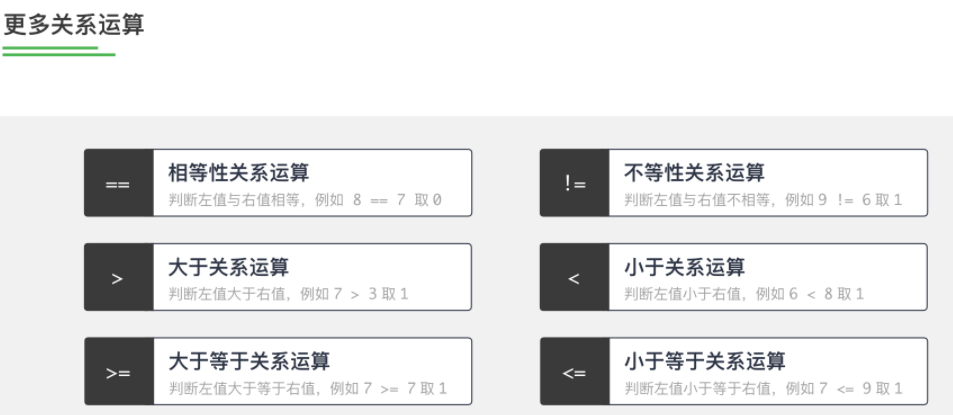 更多关系运算
==
相等性关系运算
判断左值与右值相等，例如 8 == 7 取 0
!=
不等性关系运算
判断左值与右值不相等，例如 9 != 6 取 1
>
大于关系运算
判断左值大于右值，例如 7 > 3 取 1
<
小于关系运算
判断左值小于右值，例如 6 < 8 取 1
>=
大于等于关系运算
判断左值大于等于右值，例如 7 >= 7 取 1
<=
小于等于关系运算
判断左值小于等于右值，例如 7 <= 9 取 1